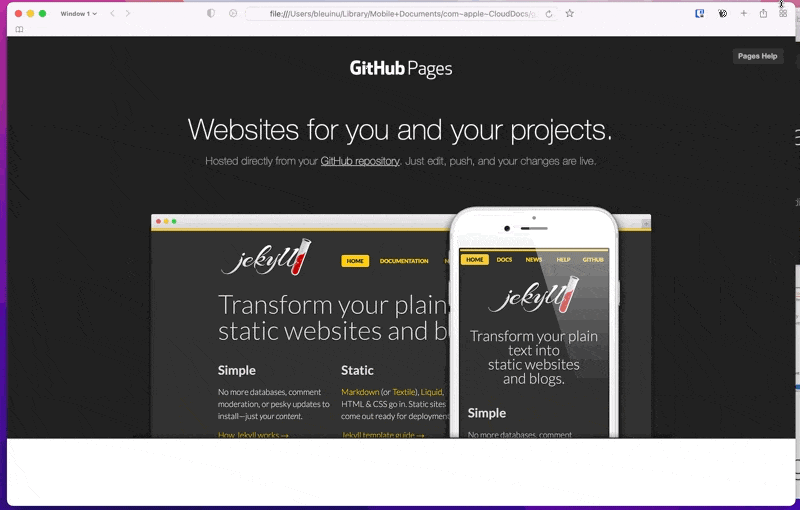 Window 1
file:///Users/bleuinu/Library/Mobile+Documents/com~apple~CloudDocs/g
GitHub Pages
Pages Help
Websites for you and your projects.
Hosted directly from your GitHub repository. Just edit, push, and your changes are live.
jekyll
HOME DOCUMENTATION N
Transform your plain
static websites and b
Simple
No more databases, comment
moderation, or pesky updates to
install—just your content.
How Jekyll works →
Static
Markdown (or Textile), Liquid,
HTML & CSS go in. Static sites
come out ready for deployment
Jekyll template guide →
HOME DOCS NEWS HELP GITHUB
jekyll
Transform your plain
text into
static websites
and blogs.
Simple
No more databases, comment